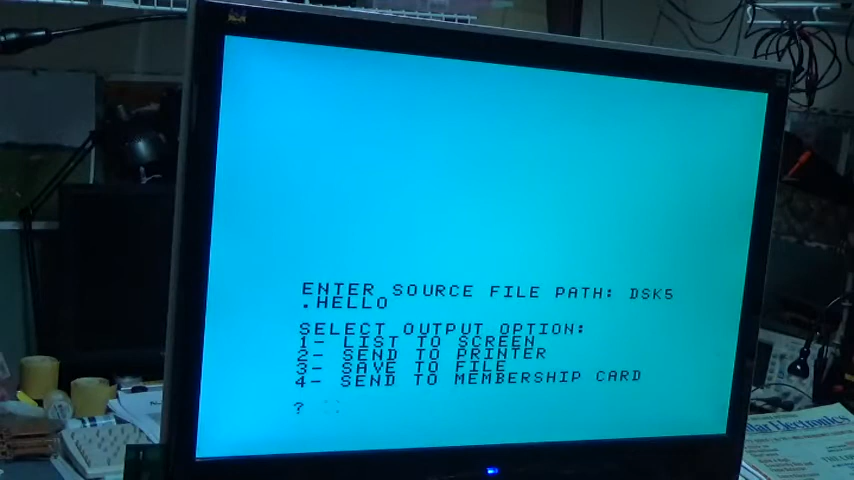 ENTER SOURCE FILE PATH: DSK5
.HELLO
SELECT OUTPUT OPTION:
1- LIST TO SCREEN
2- SEND TO PRINTER
3- SAVE TO FILE
4- SEND TO MEMBERSHIP CARD
?
Electronics